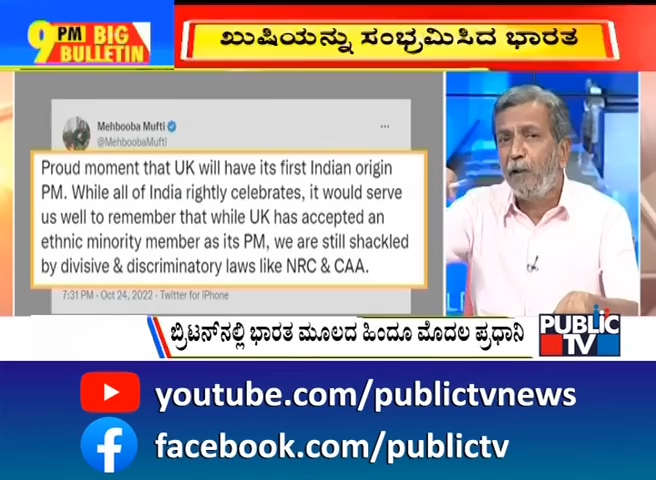 9 PM BIG BULLETIN
ಖುಷಿಯನ್ನು ಸಂಭ್ರಮಿಸಿದ ಭಾರತ
Mehbooba Mufti
@MehboobaMufti
Proud moment that UK will have its first Indian origin
PM. While all of India rightly celebrates, it would serve
us well to remember that while UK has accepted an
ethnic minority member as its PM, we are still shackled
by divisive & discriminatory laws like NRC & CAA.
7:31 PM · Oct 24, 2022 · Twitter for iPhone
ಬ್ರಿಟನ್‌ನಲ್ಲಿ ಭಾರತ ಮೂಲದ ಹಿಂದೂ ಮೊದಲ ಪ್ರಧಾನಿ
PUBLIC
TV
youtube.com/publictvnews
facebook.com/publictv